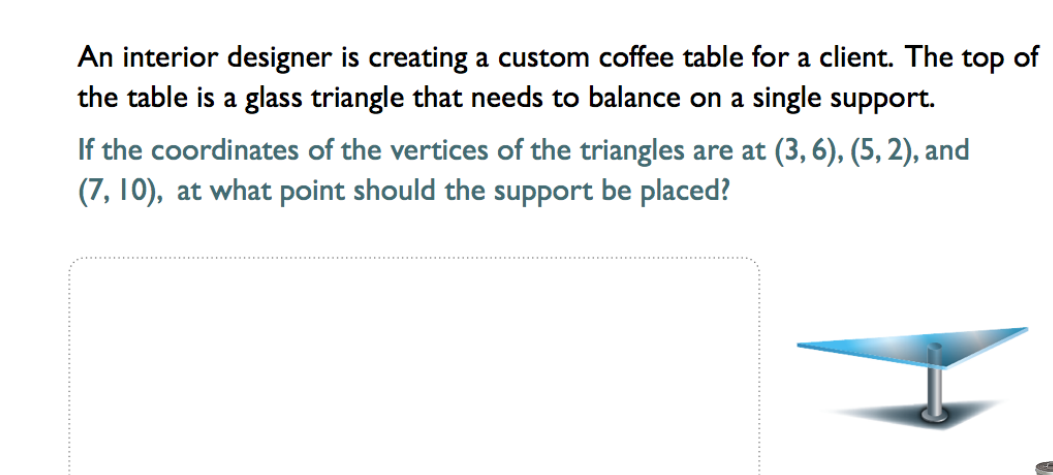 An interior designer is creating a custom coffee table for a client. The top of
the table is a glass triangle that needs to balance on a single support.
If the coordinates of the vertices of the triangles are at (3, 6), (5, 2), and
(7, 10), at what point should the support be placed?